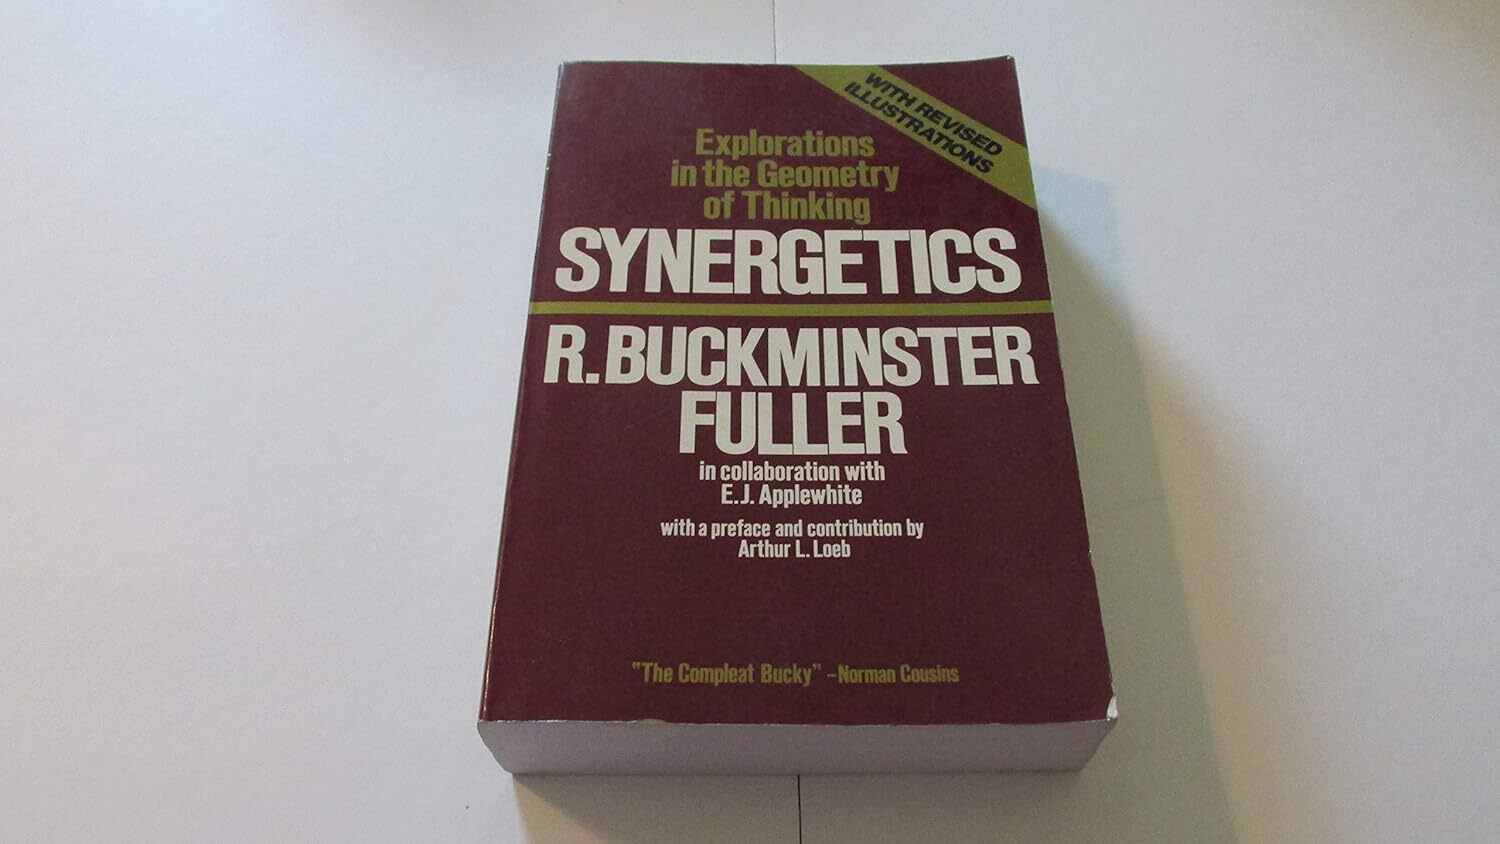 WITH REVISED
ILLUSTRATIONS
Explorations
in the Geometry
of Thinking
SYNERGETICS
R. BUCKMINSTER
FULLER
in collaboration with
E.J. Applewhite
with a preface and contribution by
Arthur L. Loeb
"The Compleat Bucky" –Norman Cousins